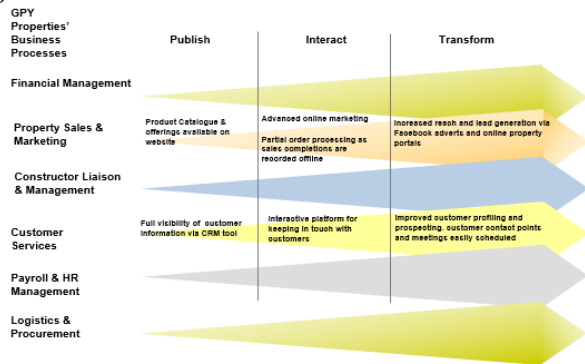 GPY
Properties'
Business
Processes
Publish
Interact
Transform
Financial Management
Property Sales &
Marketing
Product Catalogue &
offerings available on
website
Advanced online marketing
Partial order processing as
sales completions are
recorded offline
Increased reach and lead generation via
Facebook adverts and online property
portals
Constructor Liaison
& Management
Customer
Services
Full visibility of customer
information via CRM tool
Interactive platform for
keeping in touch with
customers
Improved customer profiling and
prospecting. customer contact points
and meetings easily scheduled
Payroll & HR
Management
Logistics &
Procurement